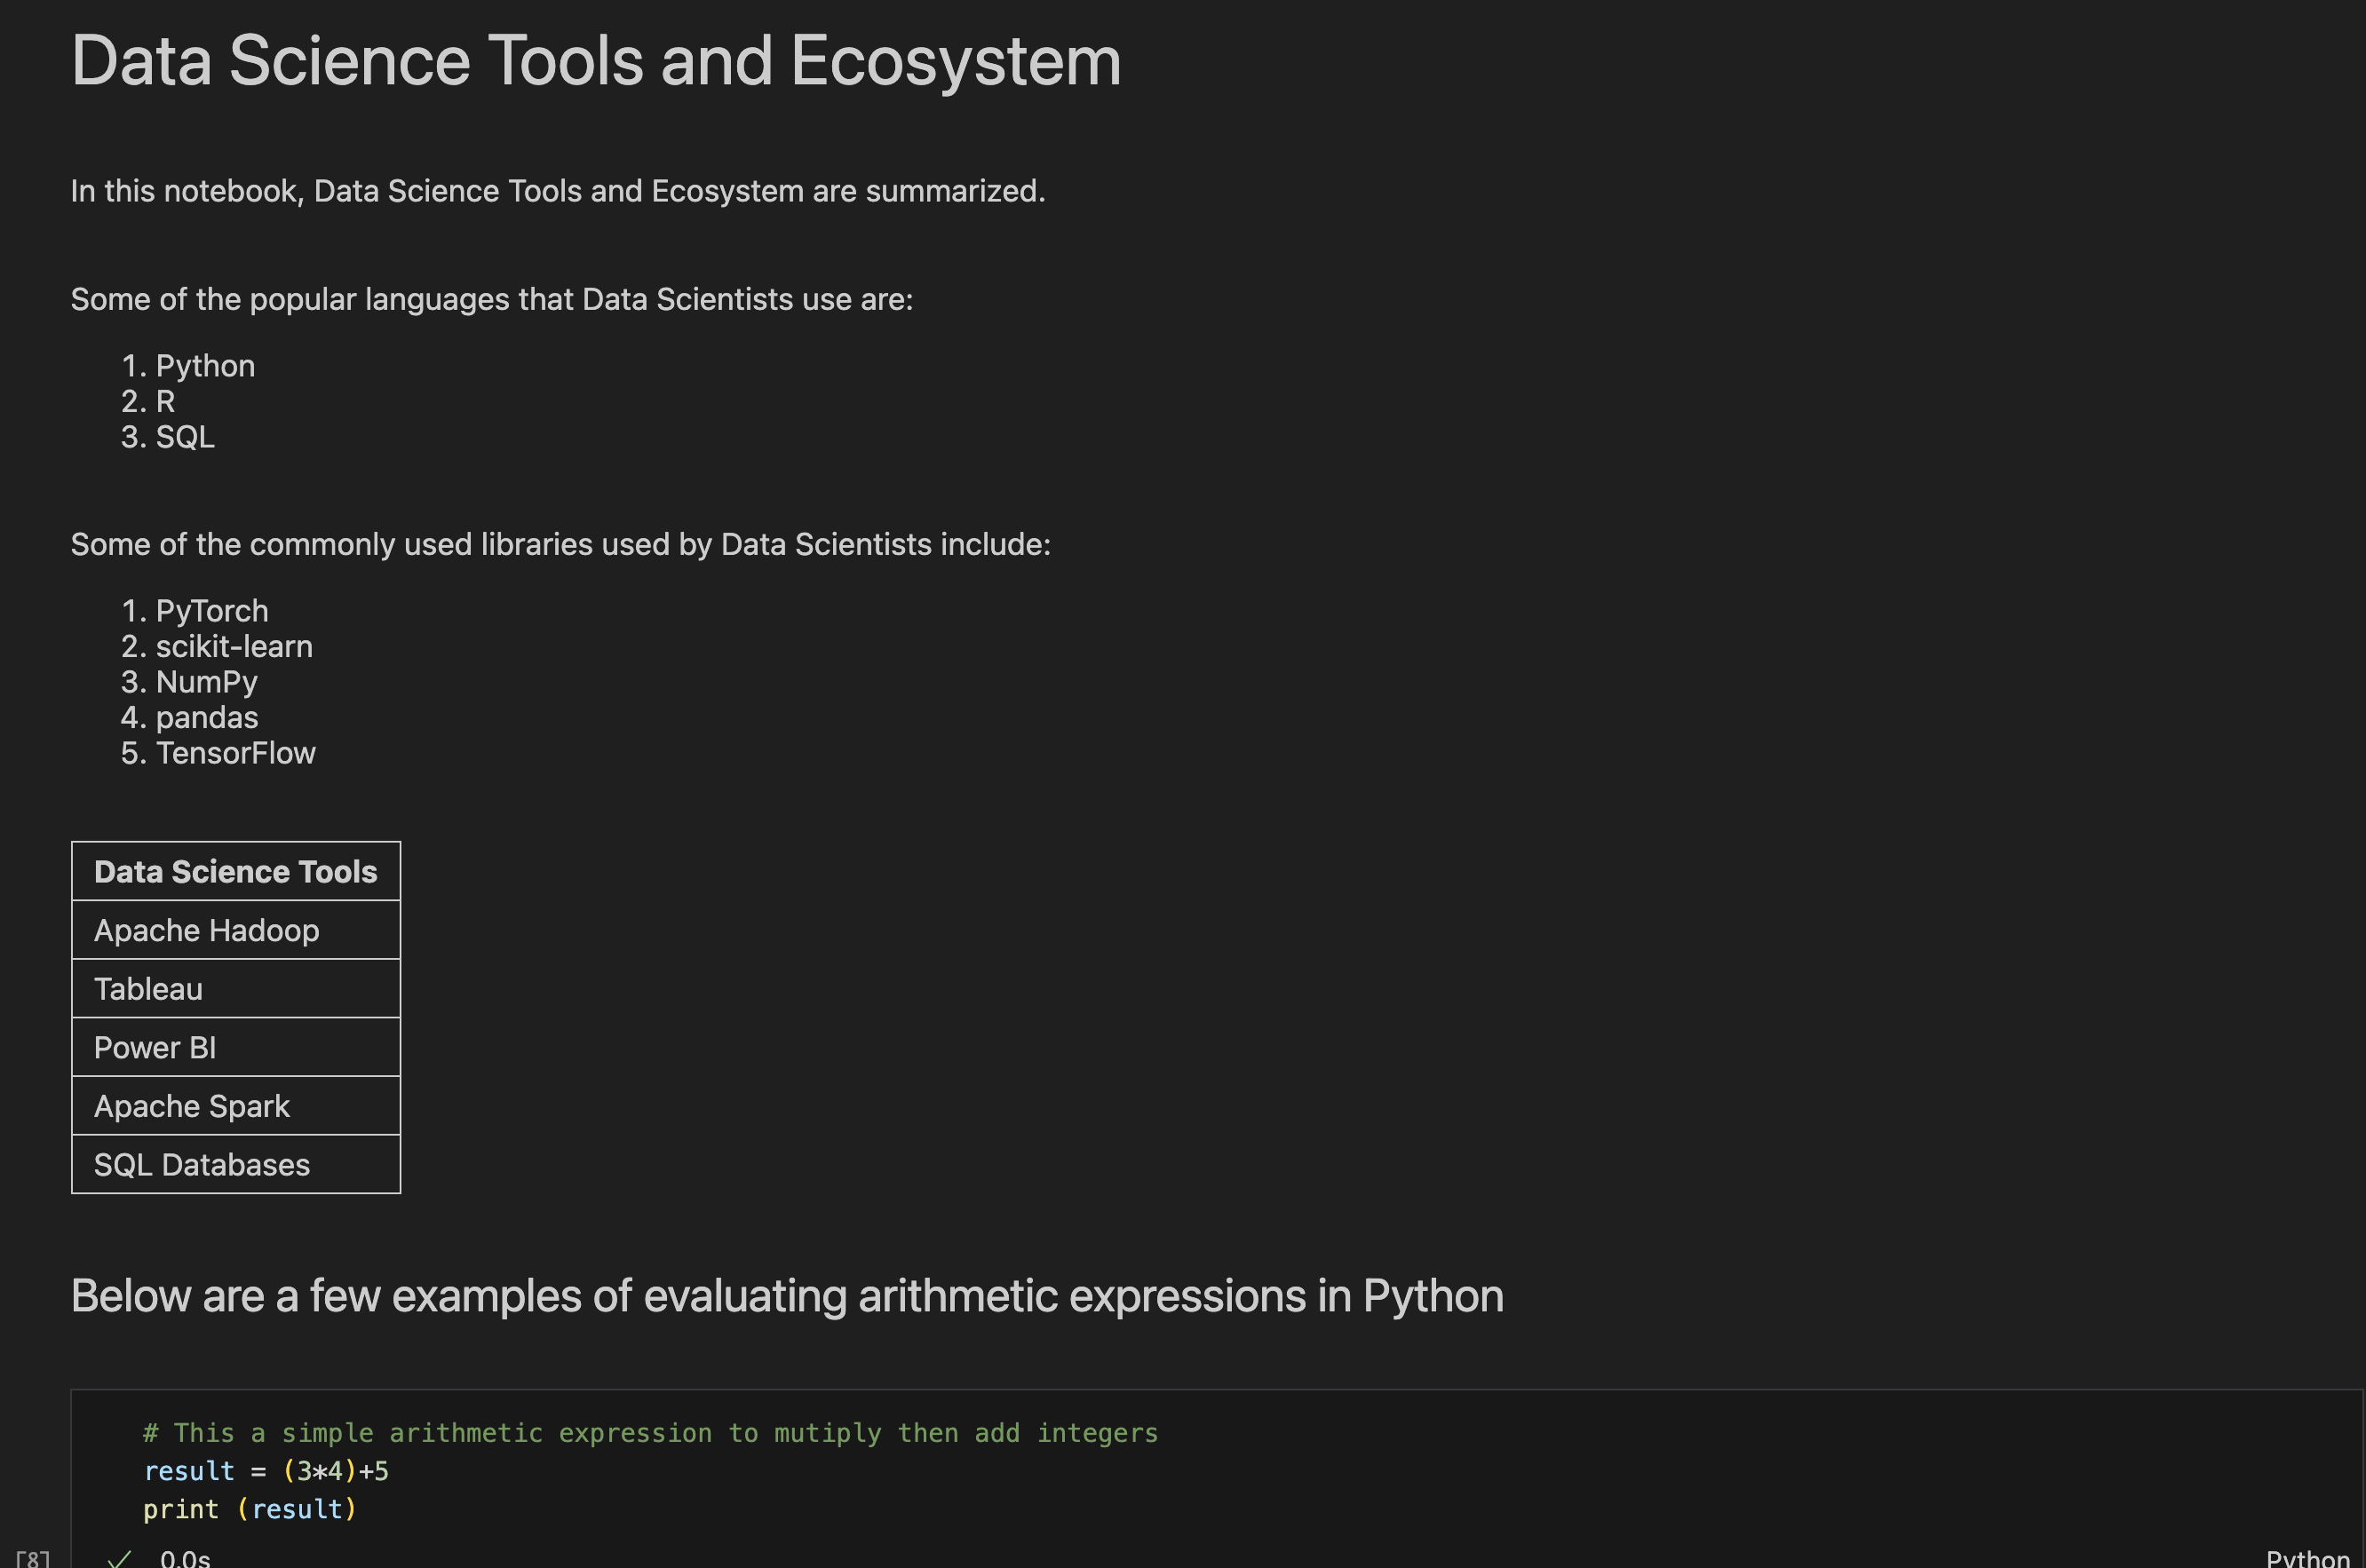 Data Science Tools and Ecosystem
In this notebook, Data Science Tools and Ecosystem are summarized.
Some of the popular languages that Data Scientists use are:
1. Python
2. R
3. SQL
Some of the commonly used libraries used by Data Scientists include:
1. PyTorch
2. scikit-learn
3. NumPy
4. pandas
5. TensorFlow
Data Science Tools
Apache Hadoop
Tableau
Power BI
Apache Spark
SQL Databases
Below are a few examples of evaluating arithmetic expressions in Python
# This a simple arithmetic expression to mutiply then add integers
result = (3*4)+5
print (result)
[8] ✓ 0.0s Python